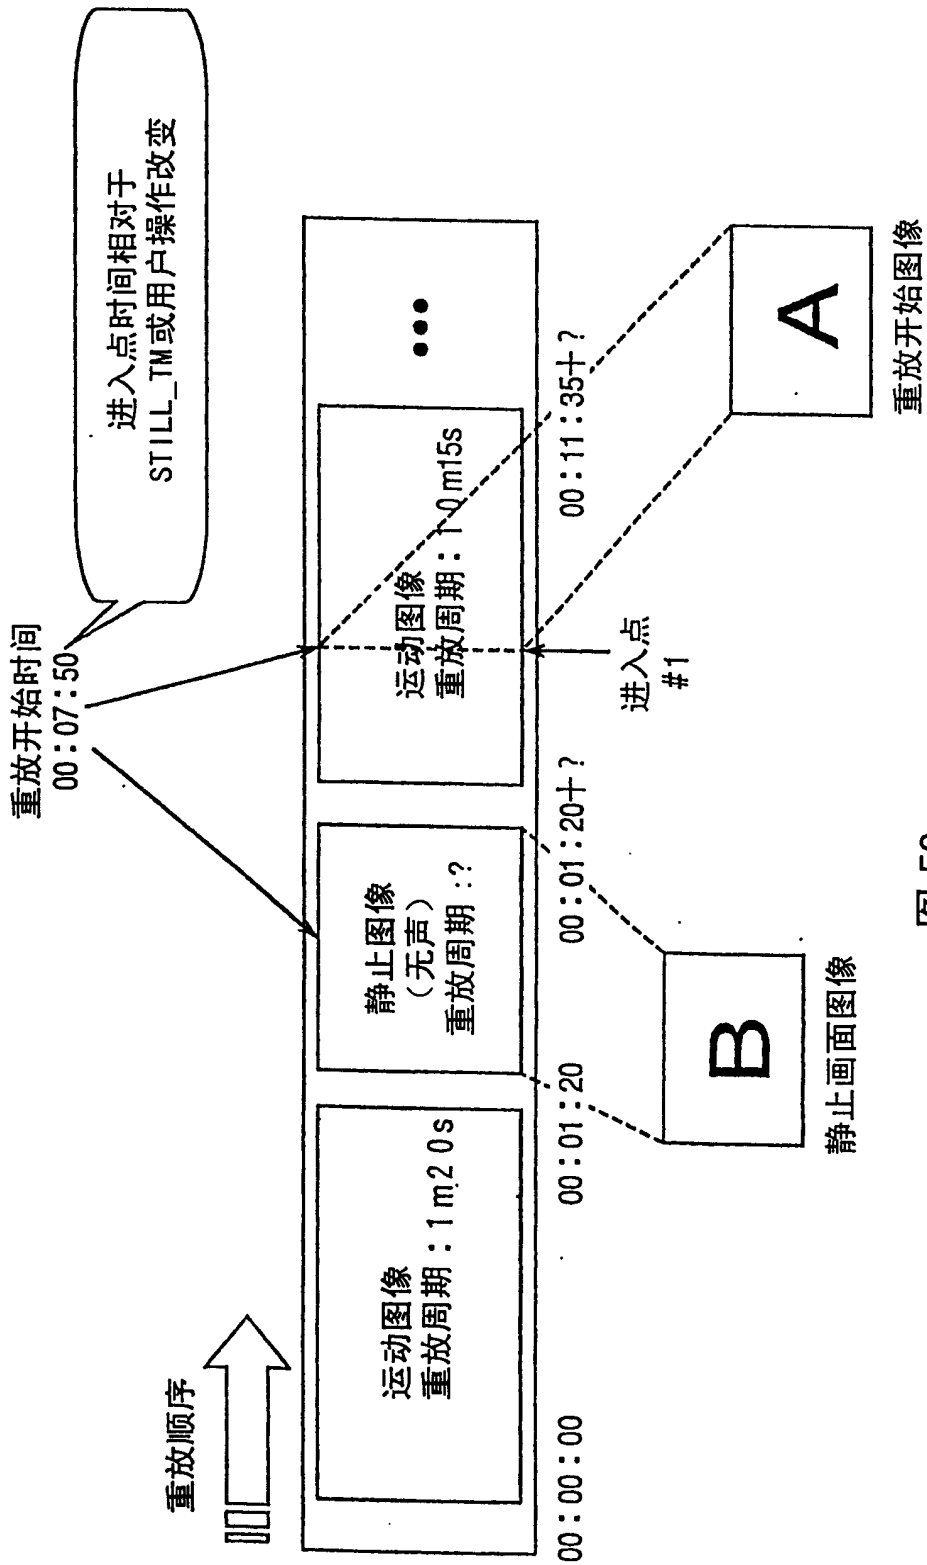 重放开始时间
00:07:50
进入点时间相对于
STILL_TM或用户操作改变
重放顺序
运动图像
重放周期:1m20s
静止图像
(无声)
重放周期:?
运动图像
重放周期:10m15s
•••
00:00:00
00:01:20
00:01:20+?
00:11:35+?
进入点
#1
B
静止画面图像
A
重放开始图像